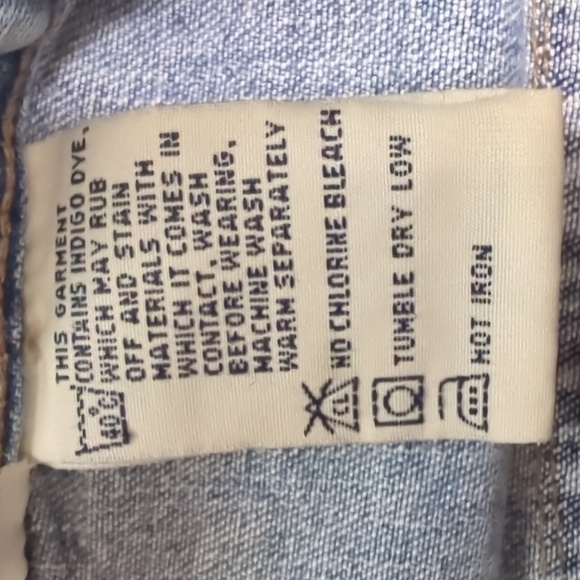 THIS GARMENT
CONTAINS INDIGO DYE,
WHICH MAY RUB
OFF AND STAIN
MATERIALS WITH
WHICH IT COMES IN
CONTACT, WASH
BEFORE WEARING,
MACHINE WASH
WARM SEPARATELY
40°C
NO CHLORINE BLEACH
CL
TUMBLE DRY LOW
HOT IRON